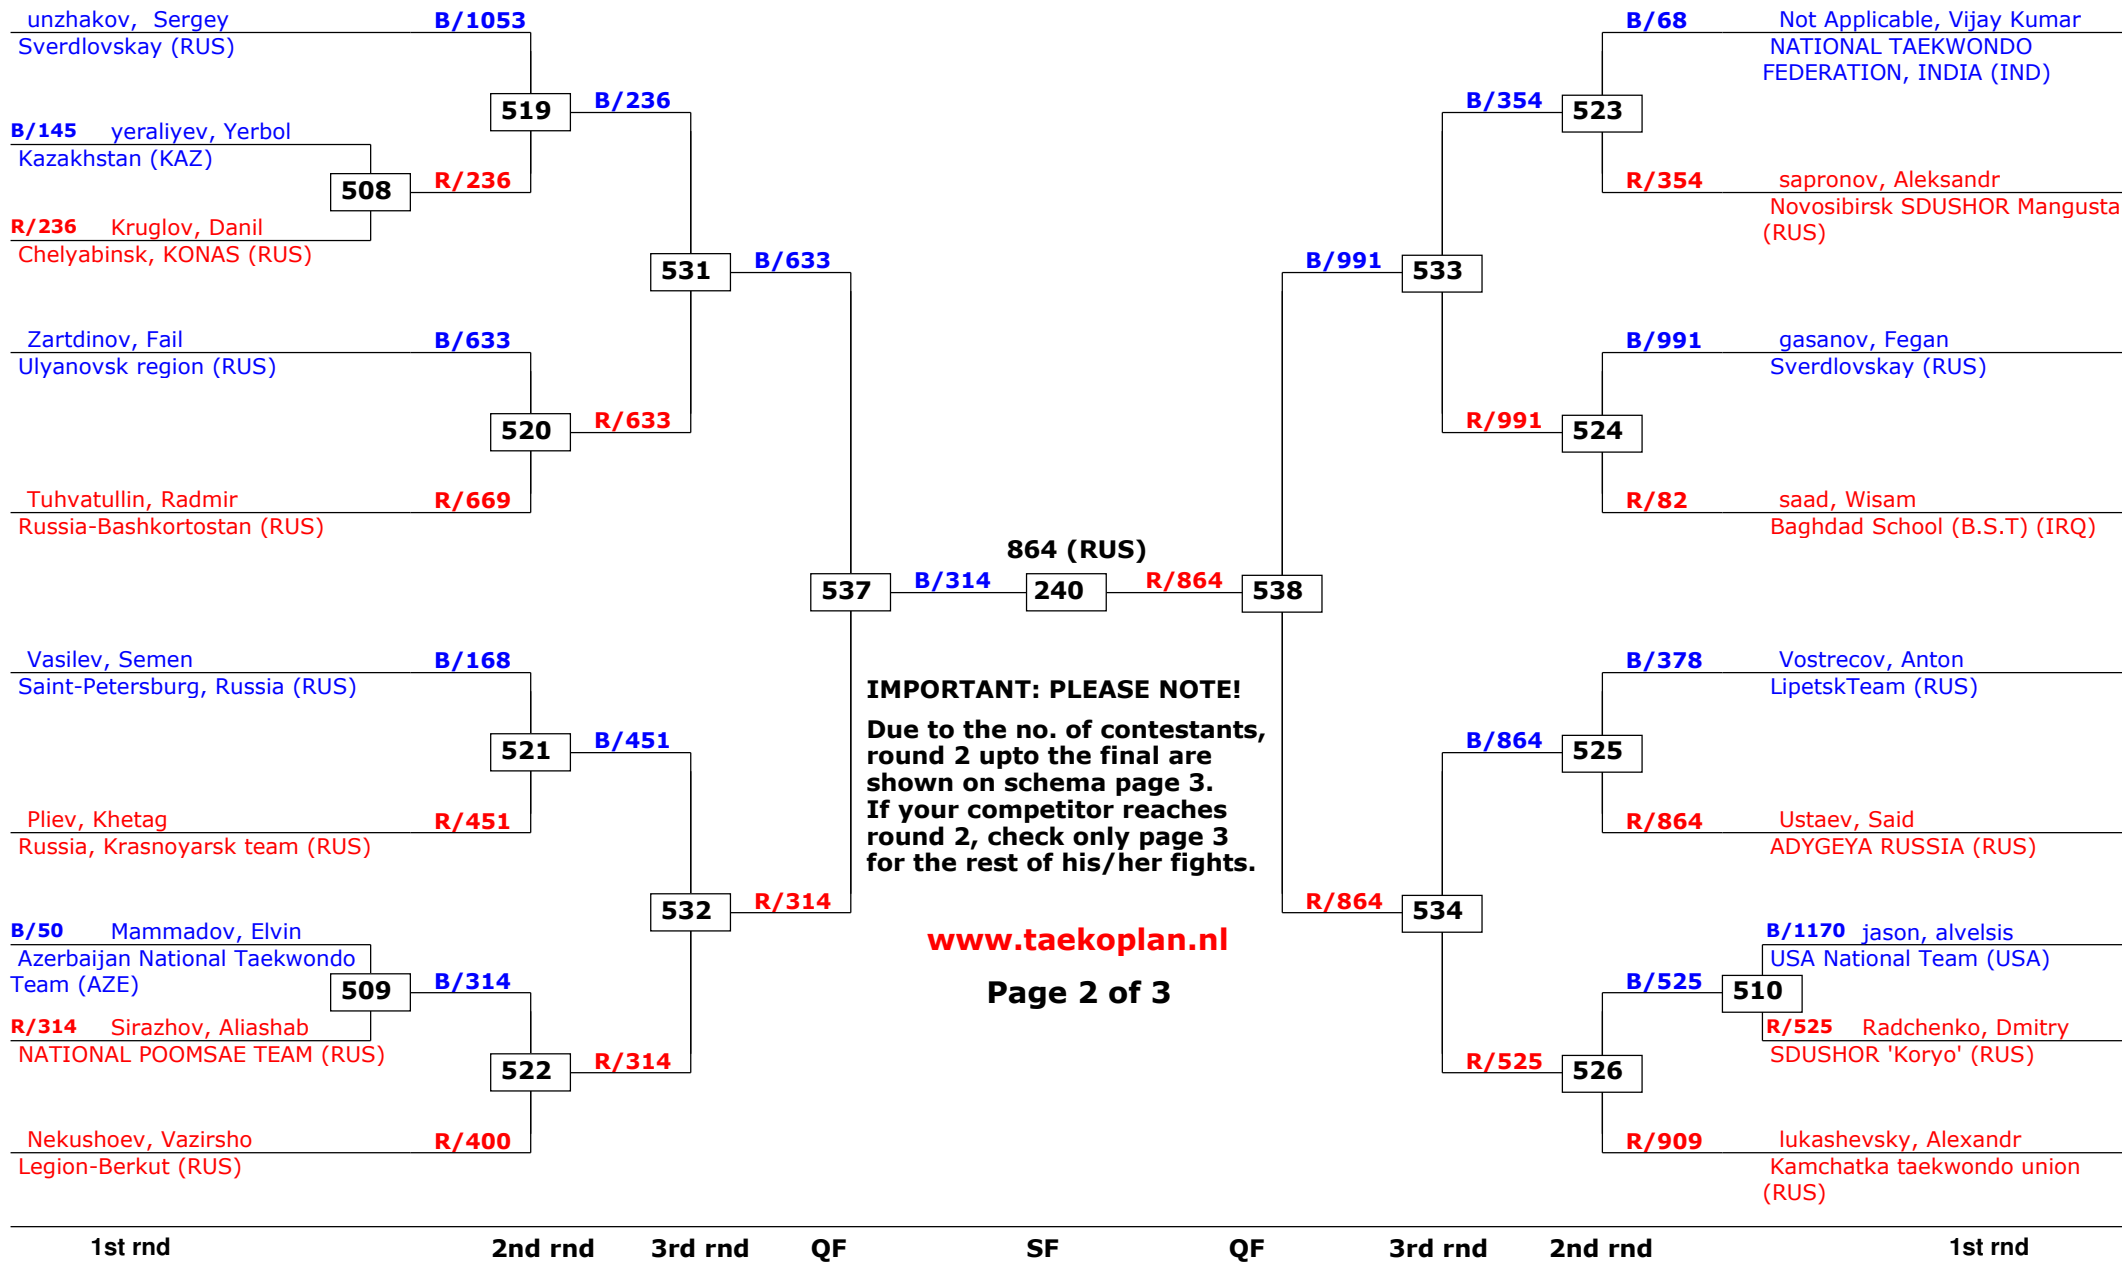 unzhakov, Sergey
B/1053
Sverdlovskay (RUS)
519
B/236
B/145 yeraliyev, Yerbol
Kazakhstan (KAZ)
508
R/236
R/236 Kruglov, Danil
Chelyabinsk, KONAS (RUS)
531
B/633
Zartdinov, Fail
B/633
Ulyanovsk region (RUS)
520
R/633
Tuhvatullin, Radmir
R/669
Russia-Bashkortostan (RUS)
537
B/314
Vasilev, Semen
B/168
Saint-Petersburg, Russia (RUS)
521
B/451
Pliev, Khetag
R/451
Russia, Krasnoyarsk team (RUS)
532
R/314
B/50 Mammadov, Elvin
Azerbaijan National Taekwondo
Team (AZE)
509
B/314
R/314 Sirazhov, Aliashab
NATIONAL POOMSAE TEAM (RUS)
522
R/314
Nekushoev, Vazirsho
R/400
Legion-Berkut (RUS)
864 (RUS)
240
IMPORTANT: PLEASE NOTE!
Due to the no. of contestants,
round 2 upto the final are
shown on schema page 3.
If your competitor reaches
round 2, check only page 3
for the rest of his/her fights.
www.taekoplan.nl
Page 2 of 3
B/68
Not Applicable, Vijay Kumar
NATIONAL TAEKWONDO
FEDERATION, INDIA (IND)
B/354
523
R/354
sapronov, Aleksandr
Novosibirsk SDUSHOR Mangusta
(RUS)
B/991
533
B/991
gasanov, Fegan
Sverdlovskay (RUS)
R/991
524
R/82
saad, Wisam
Baghdad School (B.S.T) (IRQ)
R/864
538
B/378
Vostrecov, Anton
LipetskTeam (RUS)
B/864
525
R/864
Ustaev, Said
ADYGEYA RUSSIA (RUS)
R/864
534
B/1170 jason, alvelsis
USA National Team (USA)
B/525
510
R/525 Radchenko, Dmitry
SDUSHOR 'Koryo' (RUS)
R/525
526
R/909
lukashevsky, Alexandr
Kamchatka taekwondo union
(RUS)
1st rnd 2nd rnd 3rd rnd QF SF QF 3rd rnd 2nd rnd 1st rnd